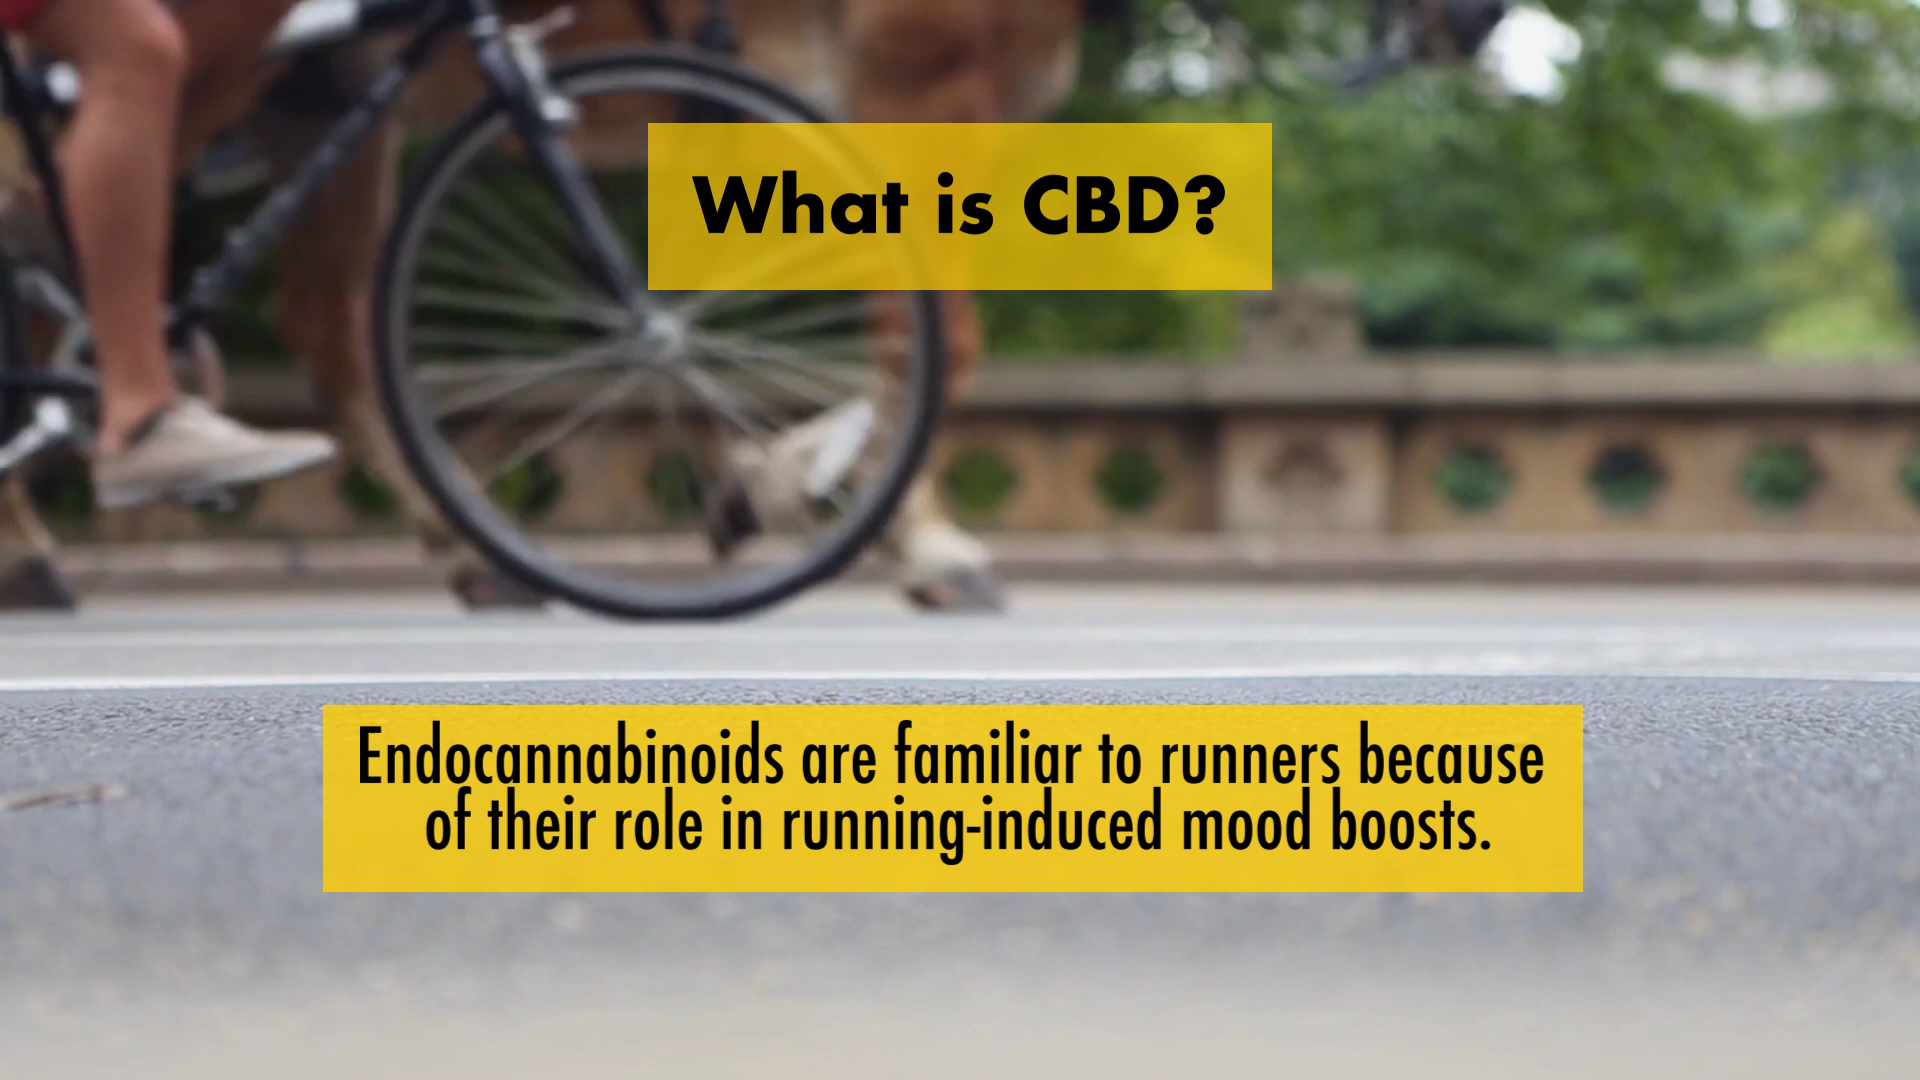 What is CBD?
Endocannabinoids are familiar to runners because
of their role in running-induced mood boosts.